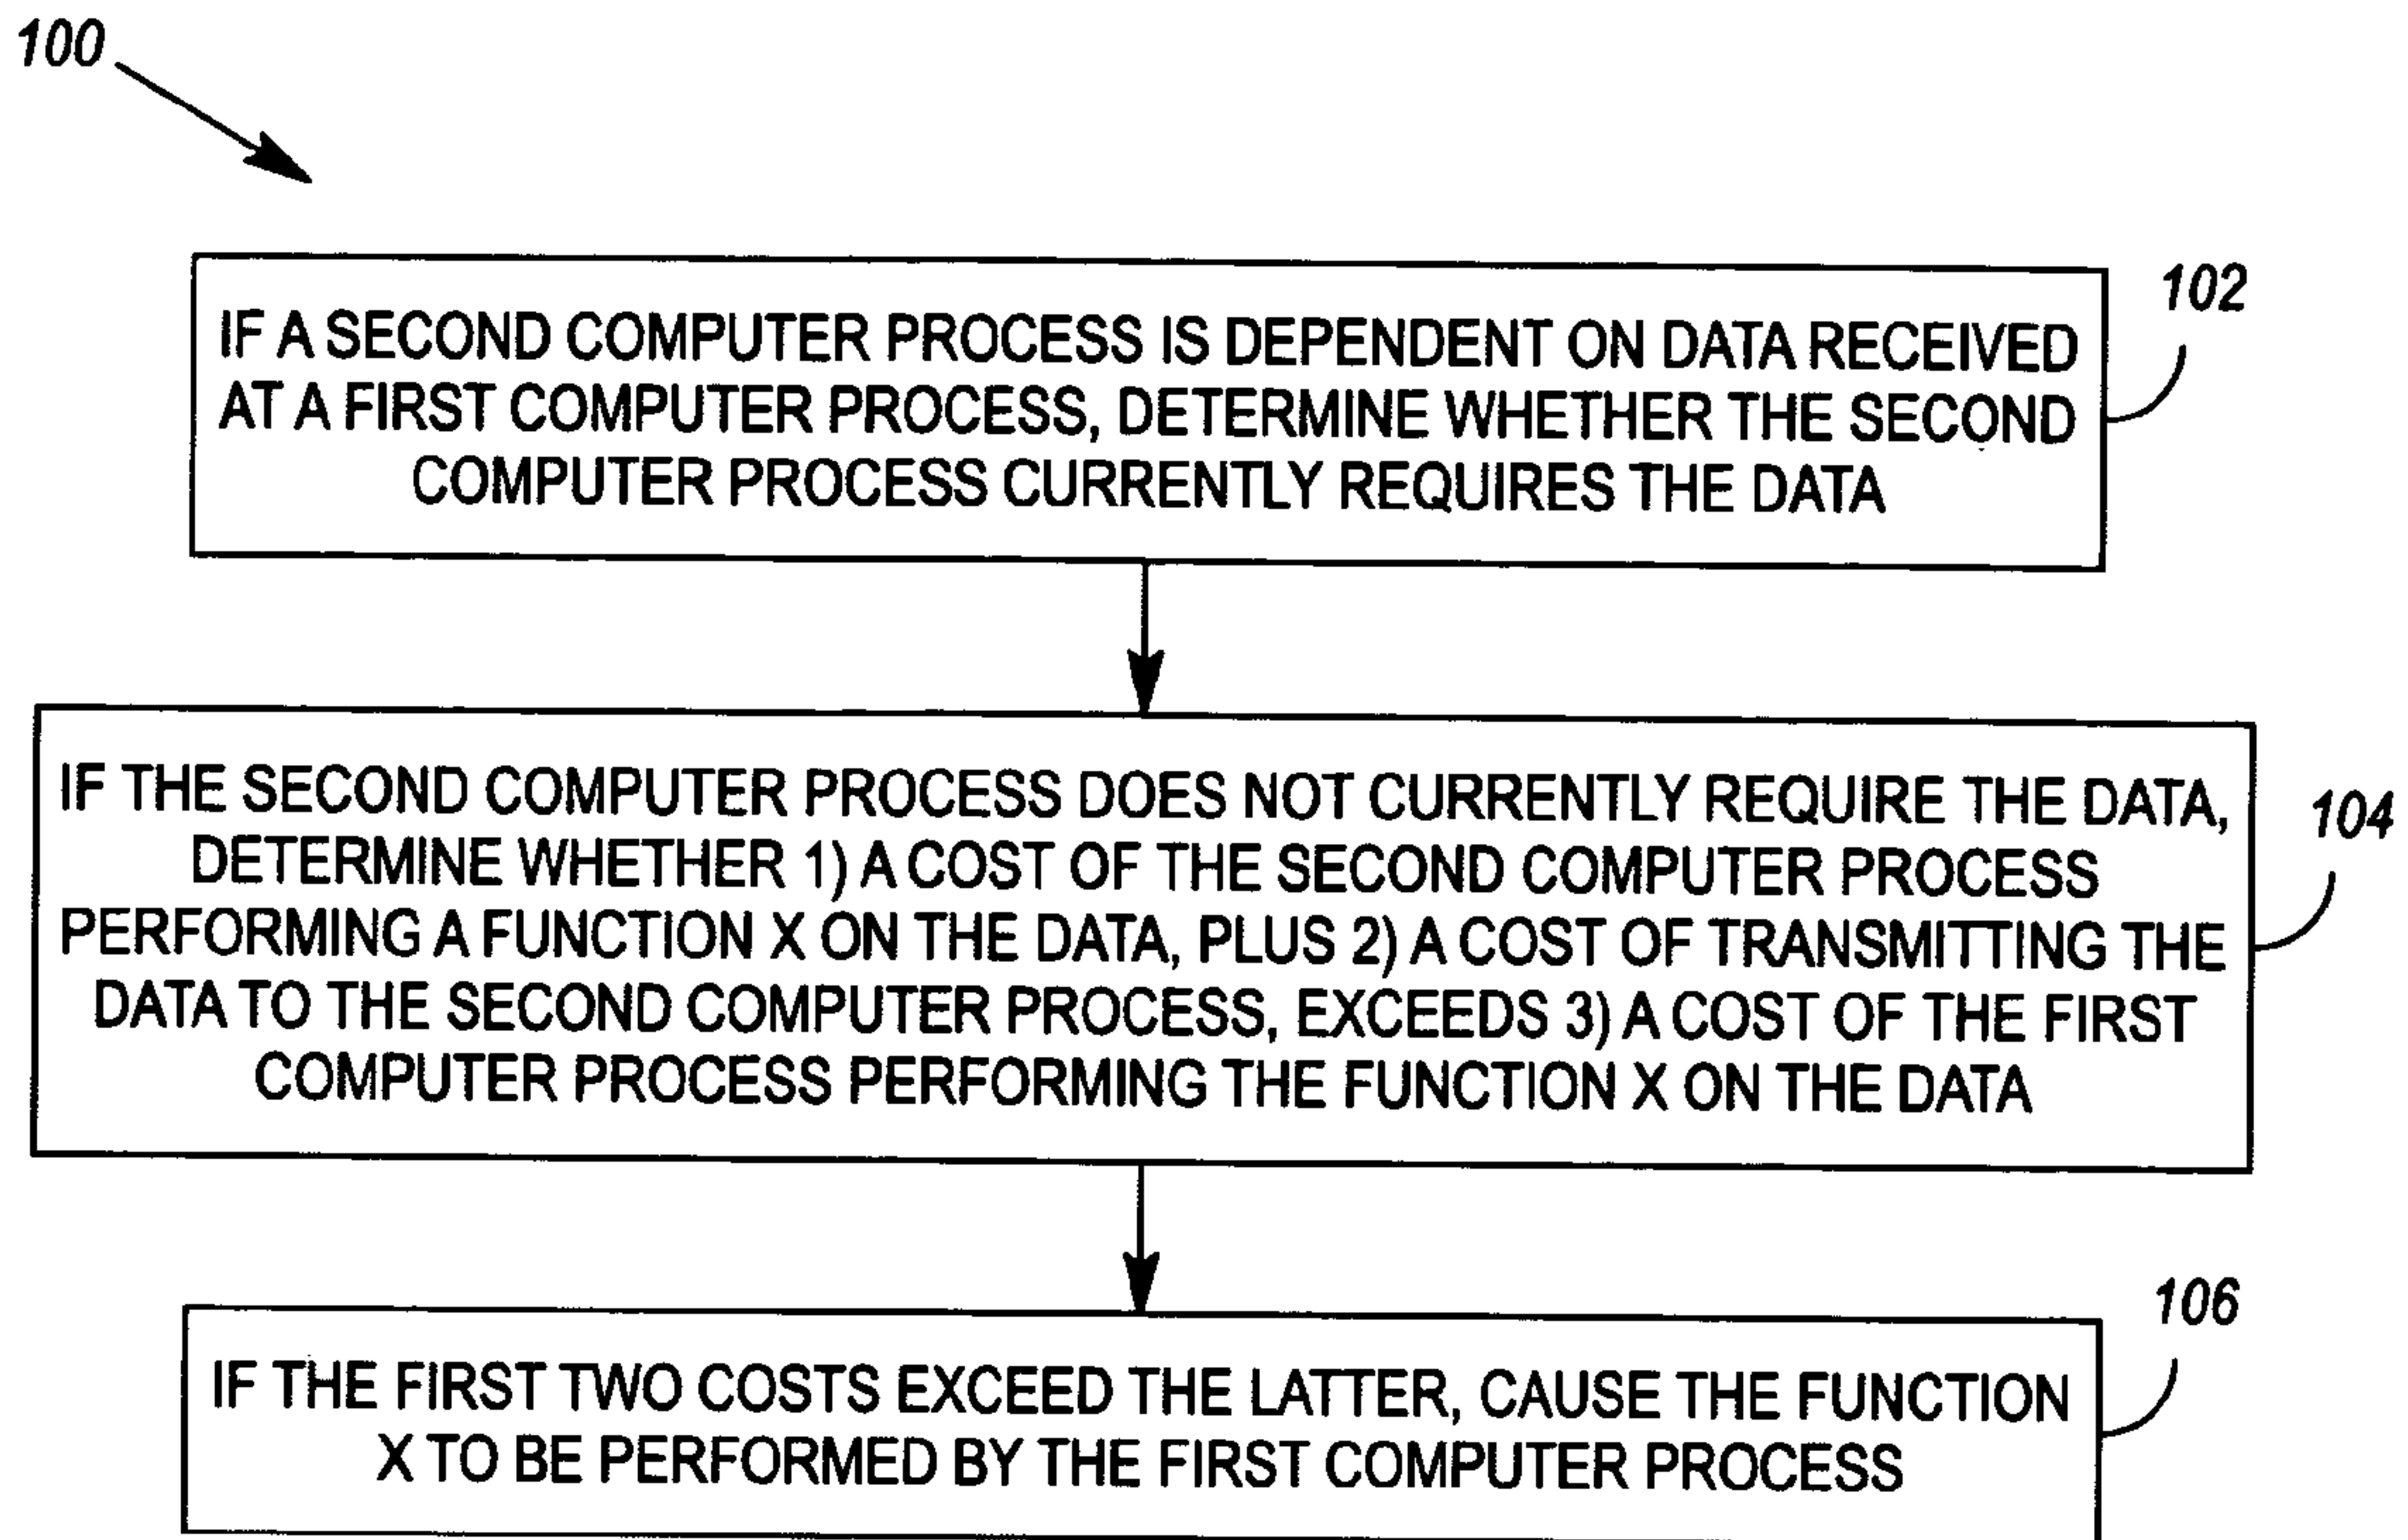 100
102
IF A SECOND COMPUTER PROCESS IS DEPENDENT ON DATA RECEIVED
AT A FIRST COMPUTER PROCESS, DETERMINE WHETHER THE SECOND
COMPUTER PROCESS CURRENTLY REQUIRES THE DATA
104
IF THE SECOND COMPUTER PROCESS DOES NOT CURRENTLY REQUIRE THE DATA,
DETERMINE WHETHER 1) A COST OF THE SECOND COMPUTER PROCESS
PERFORMING A FUNCTION X ON THE DATA, PLUS 2) A COST OF TRANSMITTING THE
DATA TO THE SECOND COMPUTER PROCESS, EXCEEDS 3) A COST OF THE FIRST
COMPUTER PROCESS PERFORMING THE FUNCTION X ON THE DATA
106
IF THE FIRST TWO COSTS EXCEED THE LATTER, CAUSE THE FUNCTION
X TO BE PERFORMED BY THE FIRST COMPUTER PROCESS